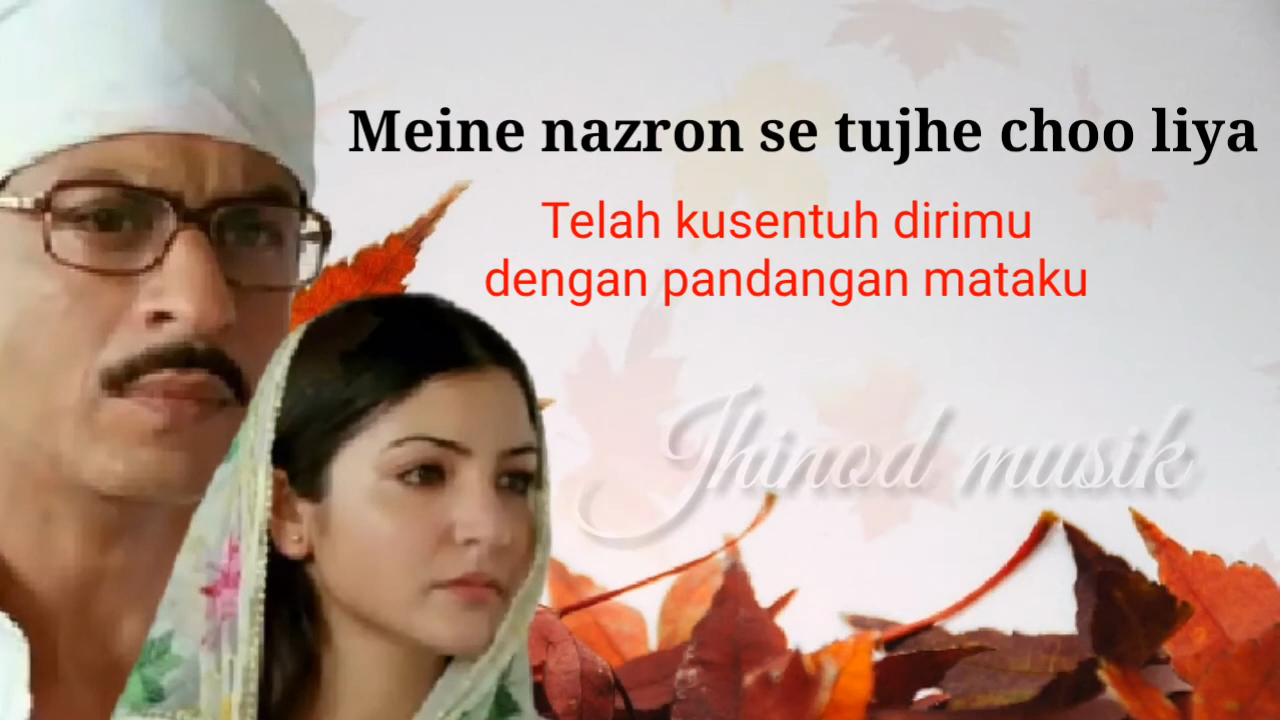 Meine nazron se tujhe choo liya
Telah kusentuh dirimu
dengan pandangan mataku
Jhinod musik